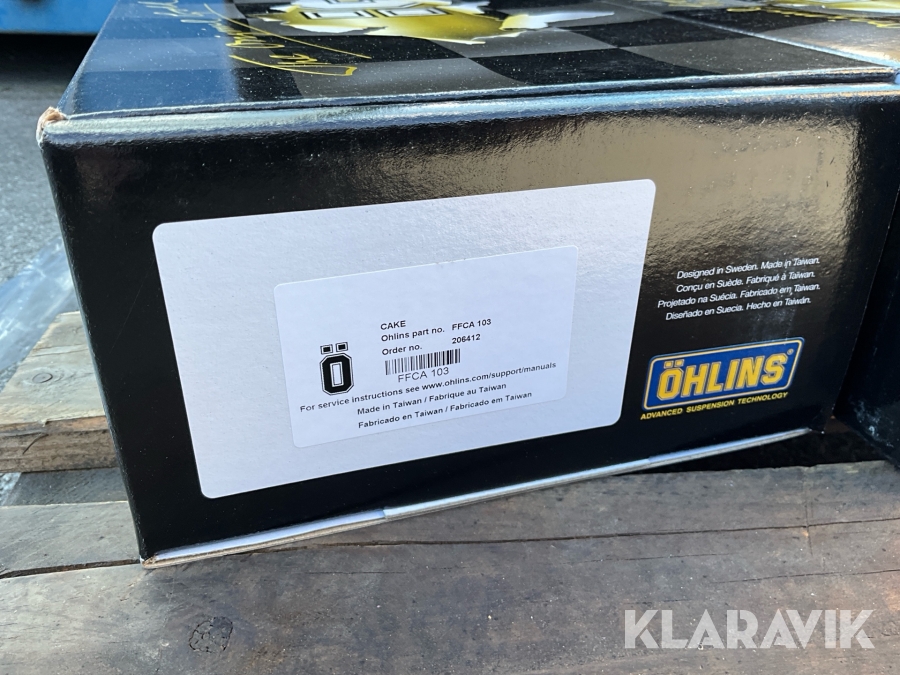 CAKE
Ohlins part no. FFCA 103
Order no. 206412
FFCA 103
For service instructions see www.ohlins.com/support/manuals
Made in Taiwan / Fabrique au Taiwan
Fabricado en Taiwan / Fabricado em Taiwan
Ö
Designed in Sweden. Made in Taiwan.
Conçu en Suède. Fabriqué à Taiwan.
Projetado na Suécia. Fabricado em Taiwan.
Diseñado en Suecia. Hecho en Taiwán.
ÖHLINS®
ADVANCED SUSPENSION TECHNOLOGY
KLARAVIK